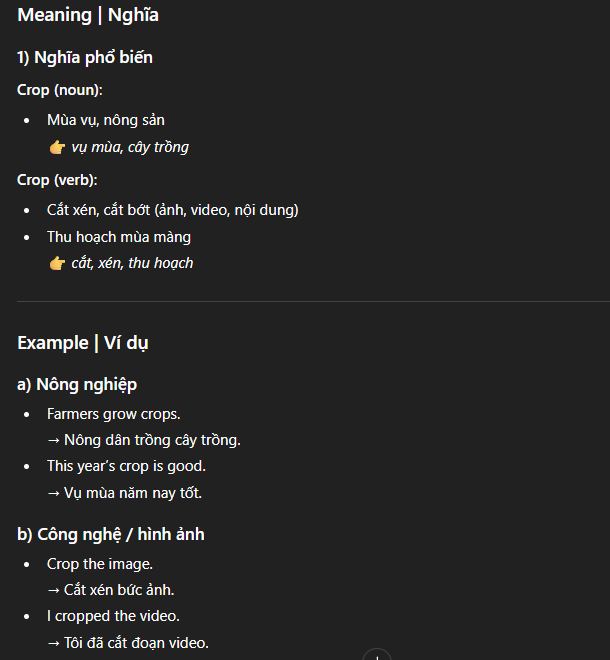 Meaning | Nghĩa
1) Nghĩa phổ biến
Crop (noun):
• Mùa vụ, nông sản
👉 vụ mùa, cây trồng
Crop (verb):
• Cắt xén, cắt bớt (ảnh, video, nội dung)
• Thu hoạch mùa màng
👉 cắt, xén, thu hoạch
Example | Ví dụ
a) Nông nghiệp
• Farmers grow crops.
→ Nông dân trồng cây trồng.
• This year’s crop is good.
→ Vụ mùa năm nay tốt.
b) Công nghệ / hình ảnh
• Crop the image.
→ Cắt xén bức ảnh.
• I cropped the video.
→ Tôi đã cắt đoạn video.